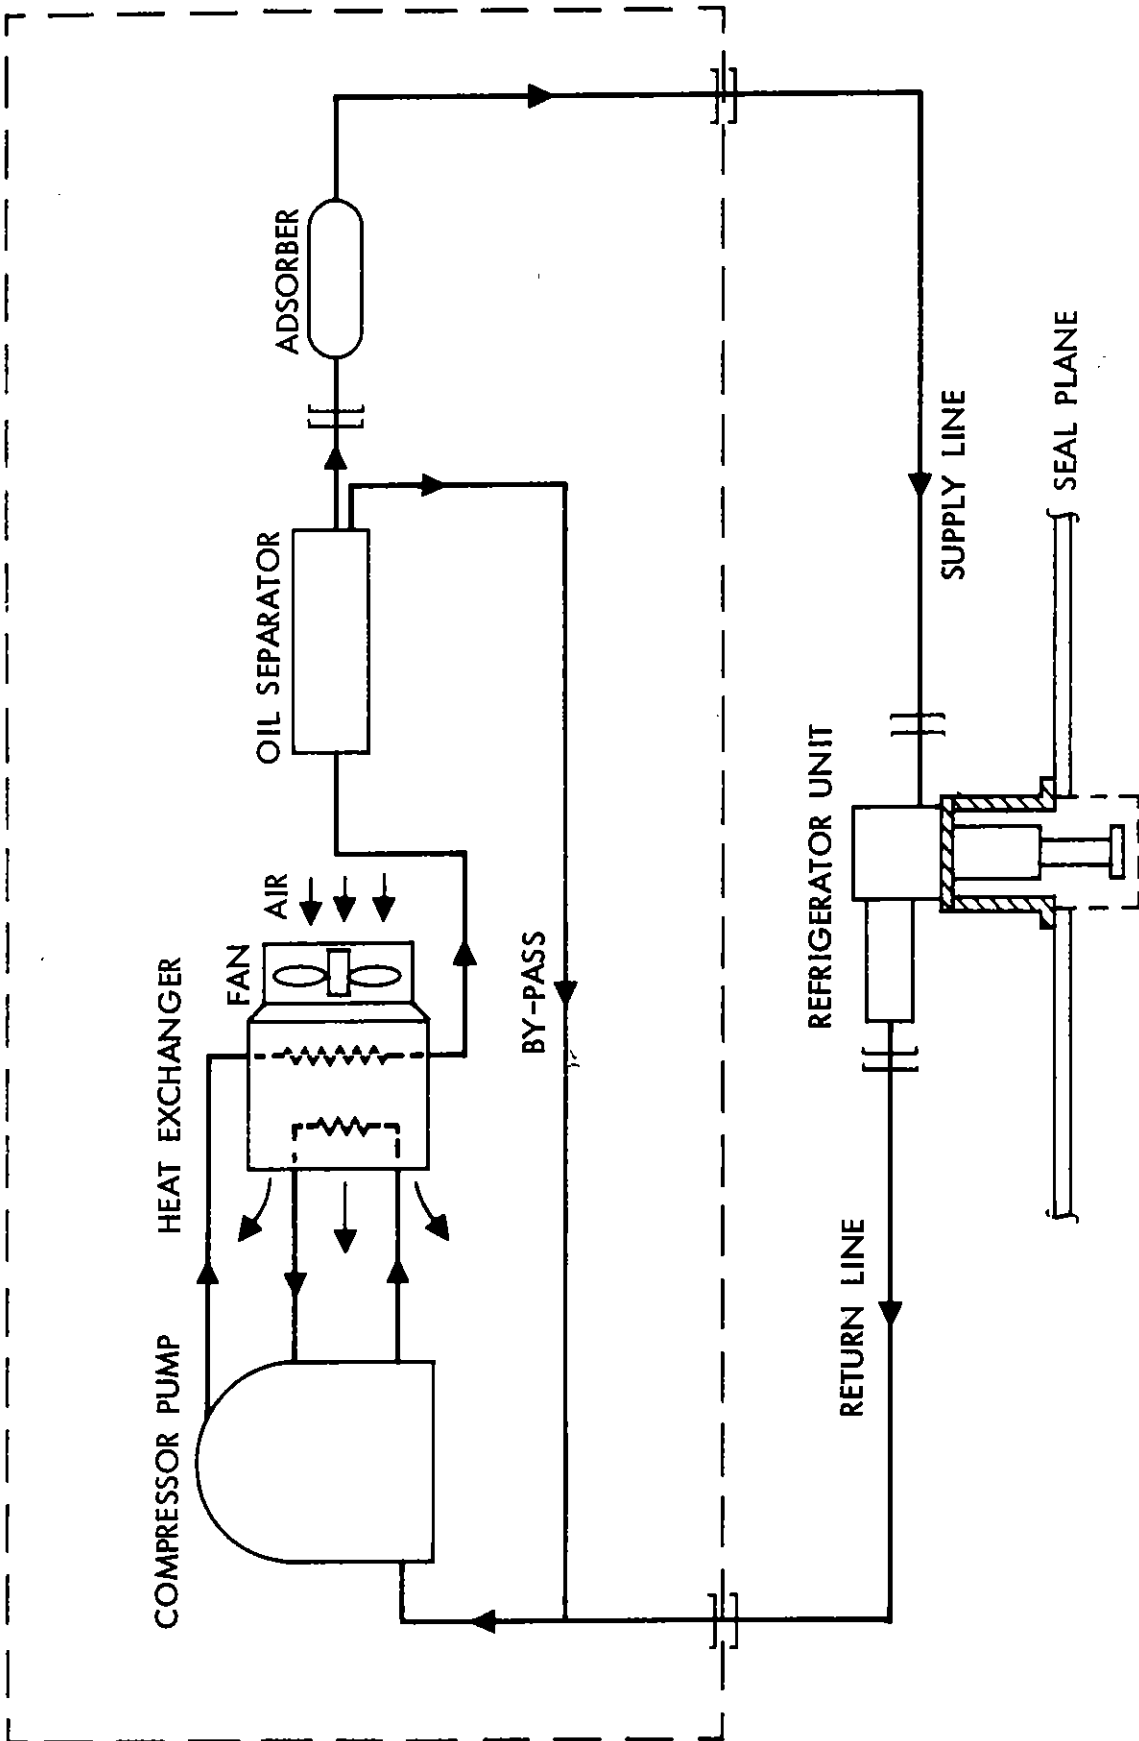 COMPRESSOR PUMP
HEAT EXCHANGER
FAN
AIR
OIL SEPARATOR
ADSORBER
BY-PASS
RETURN LINE
REFRIGERATOR UNIT
SUPPLY LINE
SEAL PLANE